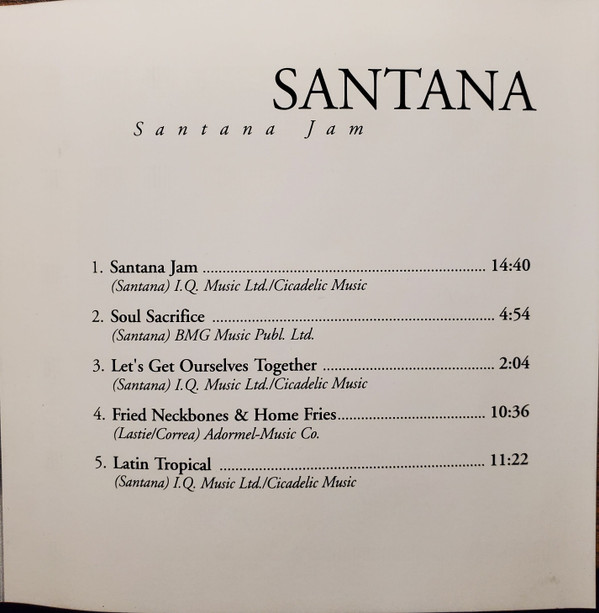 SANTANA
Santana Jam
1. Santana Jam ........................................................ 14:40
(Santana) I.Q. Music Ltd./Cicadelic Music
2. Soul Sacrifice ........................................................ 4:54
(Santana) BMG Music Publ. Ltd.
3. Let's Get Ourselves Together .................................. 2:04
(Santana) I.Q. Music Ltd./Cicadelic Music
4. Fried Neckbones & Home Fries.............................. 10:36
(Lastie/Correa) Adormel-Music Co.
5. Latin Tropical ..................................................... 11:22
(Santana) I.Q. Music Ltd./Cicadelic Music